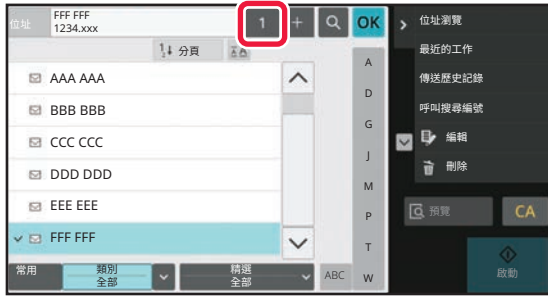 位址
FFF FFF
1234.xxx
1
+
OK
分頁
AAA AAA
BBB BBB
CCC CCC
DDD DDD
EEE EEE
FFF FFF
A
D
G
J
M
P
T
W
常用
類別
全部
精選
全部
ABC
位址瀏覽
最近的工作
傳送歷史記錄
呼叫搜尋編號
編輯
刪除
預覽
CA
啟動